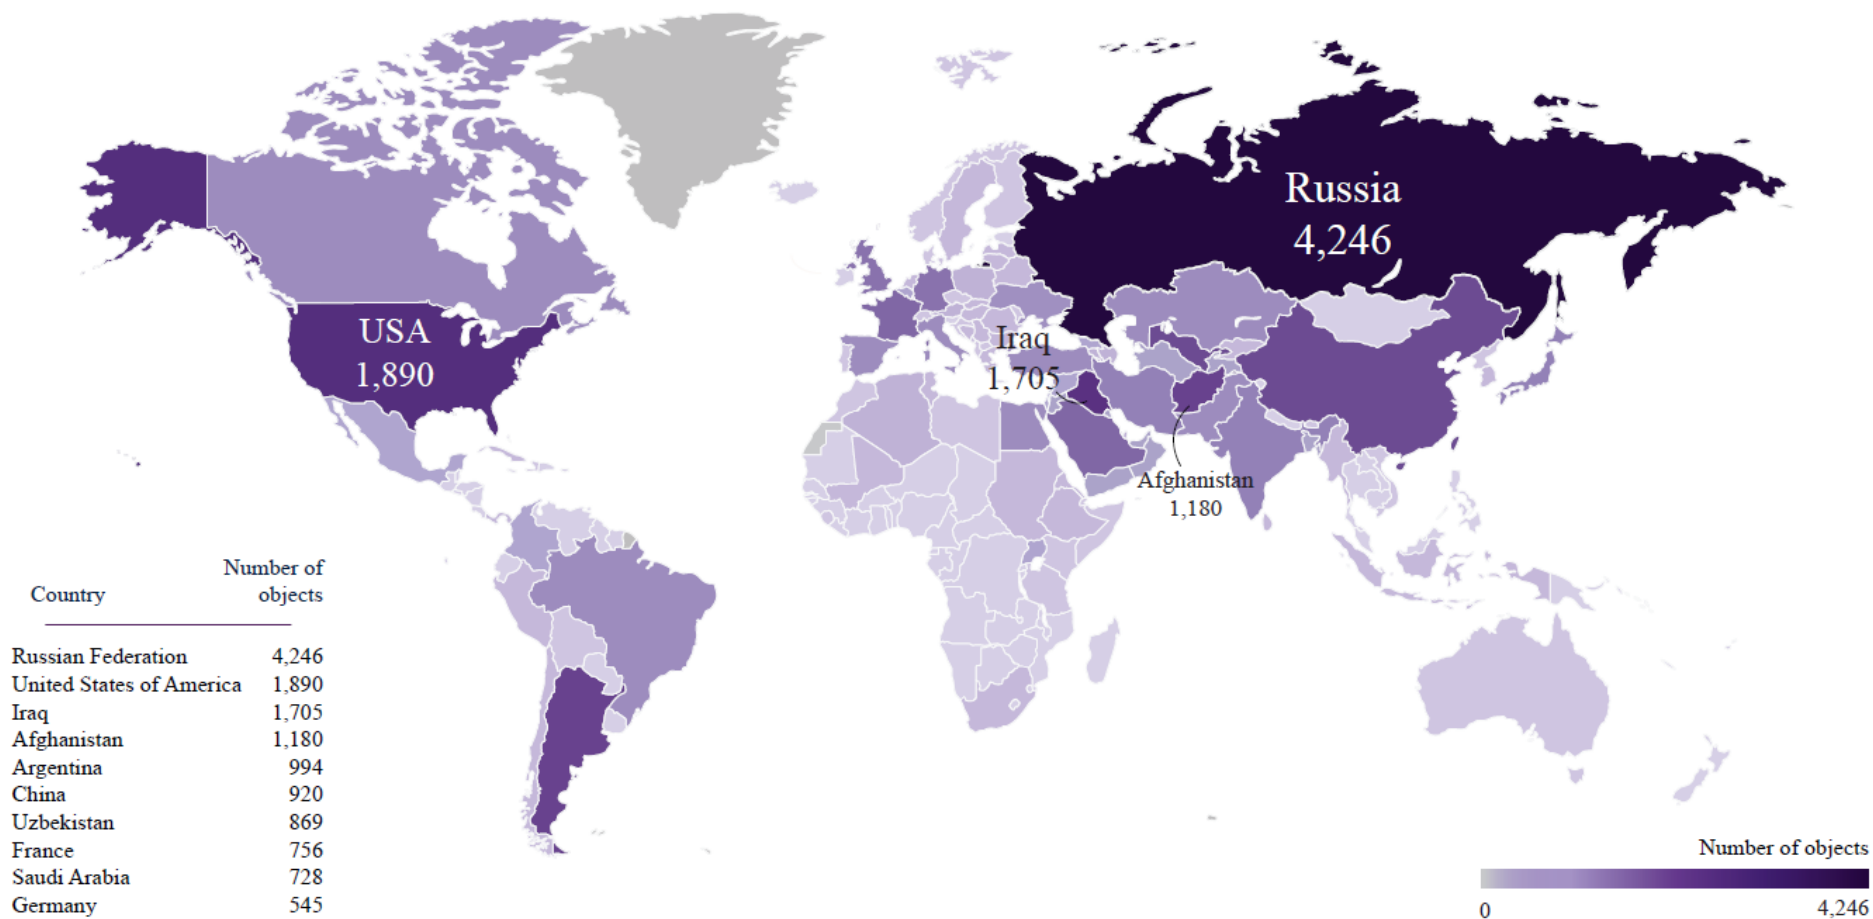 Russia
4,246
USA
1,890
Iraq
1,705
Afghanistan
1,180
Country Number of
objects
Russian Federation 4,246
United States of America 1,890
Iraq 1,705
Afghanistan 1,180
Argentina 994
China 920
Uzbekistan 869
France 756
Saudi Arabia 728
Germany 545
Number of objects
0 4,246